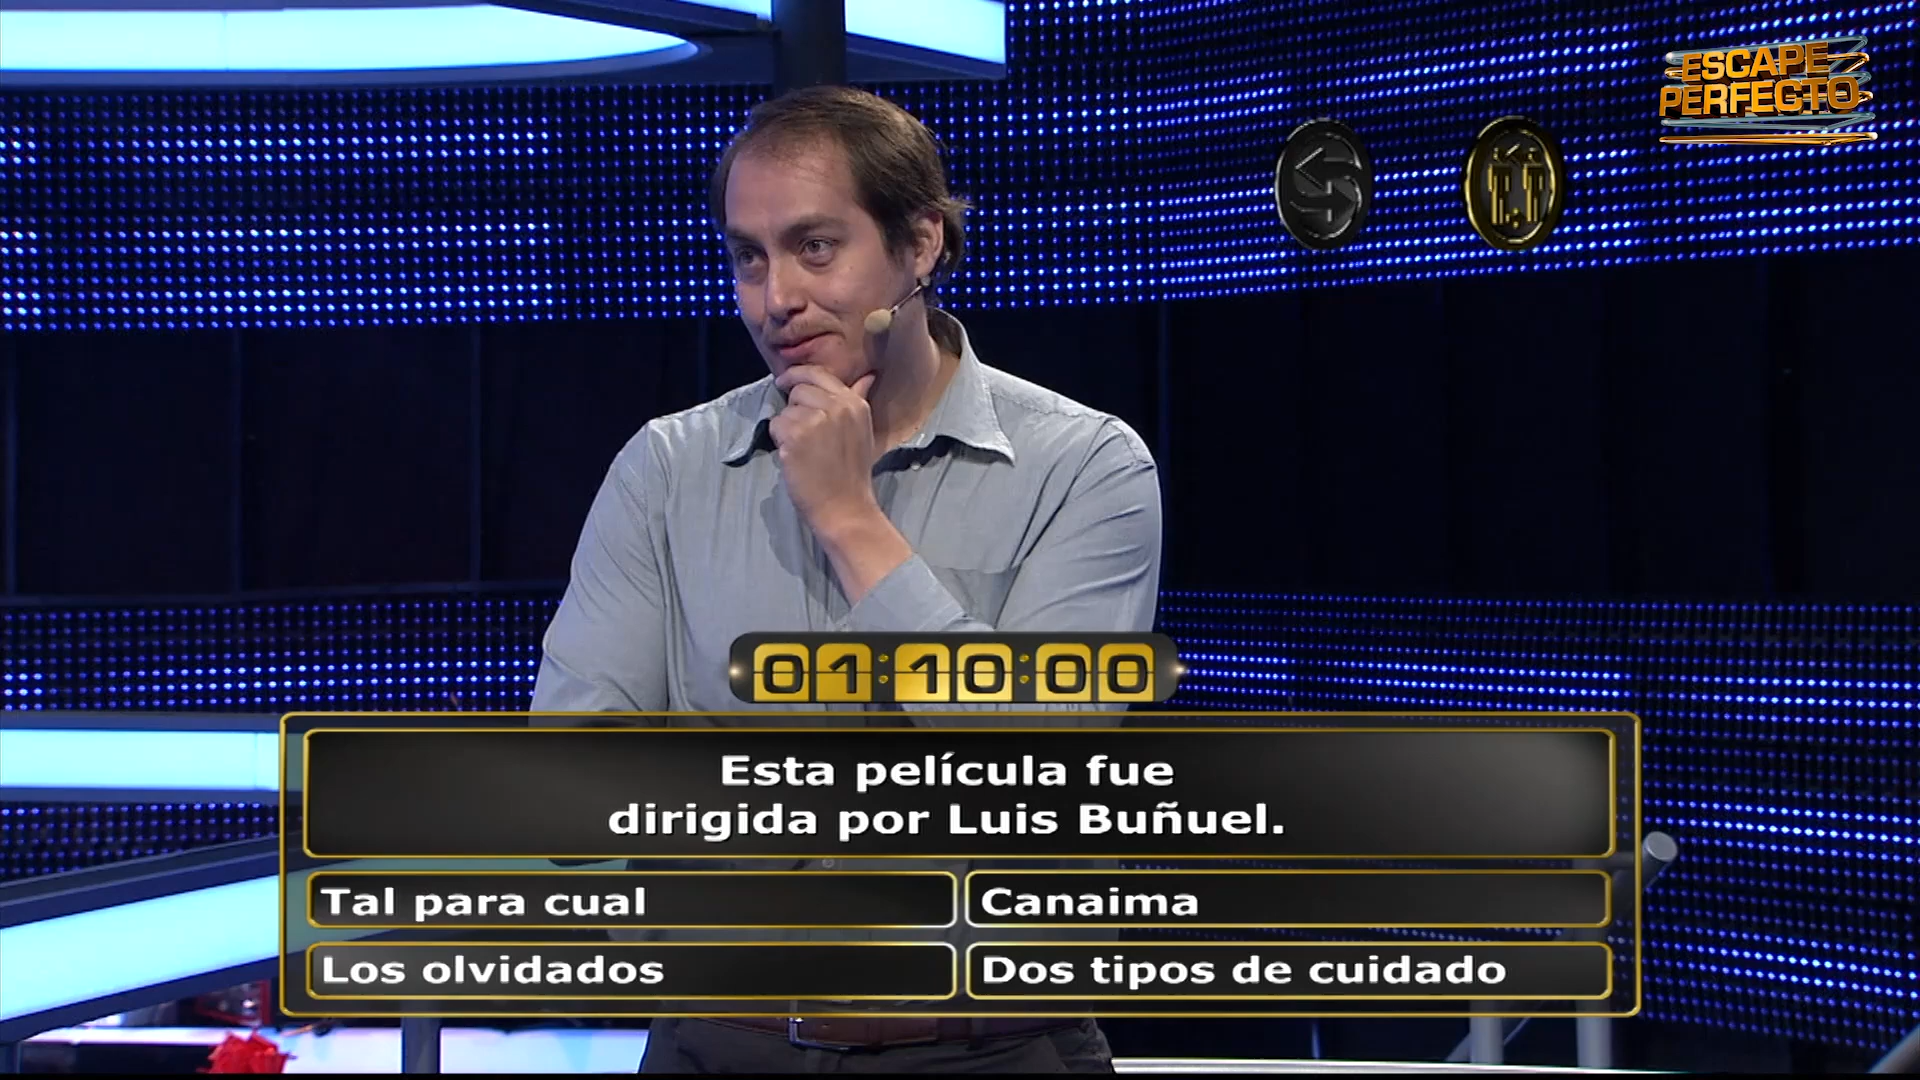 ESCAPE
PERFECTO
01:10:00
Esta película fue
dirigida por Luis Buñuel.
Tal para cual
Canaima
Los olvidados
Dos tipos de cuidado